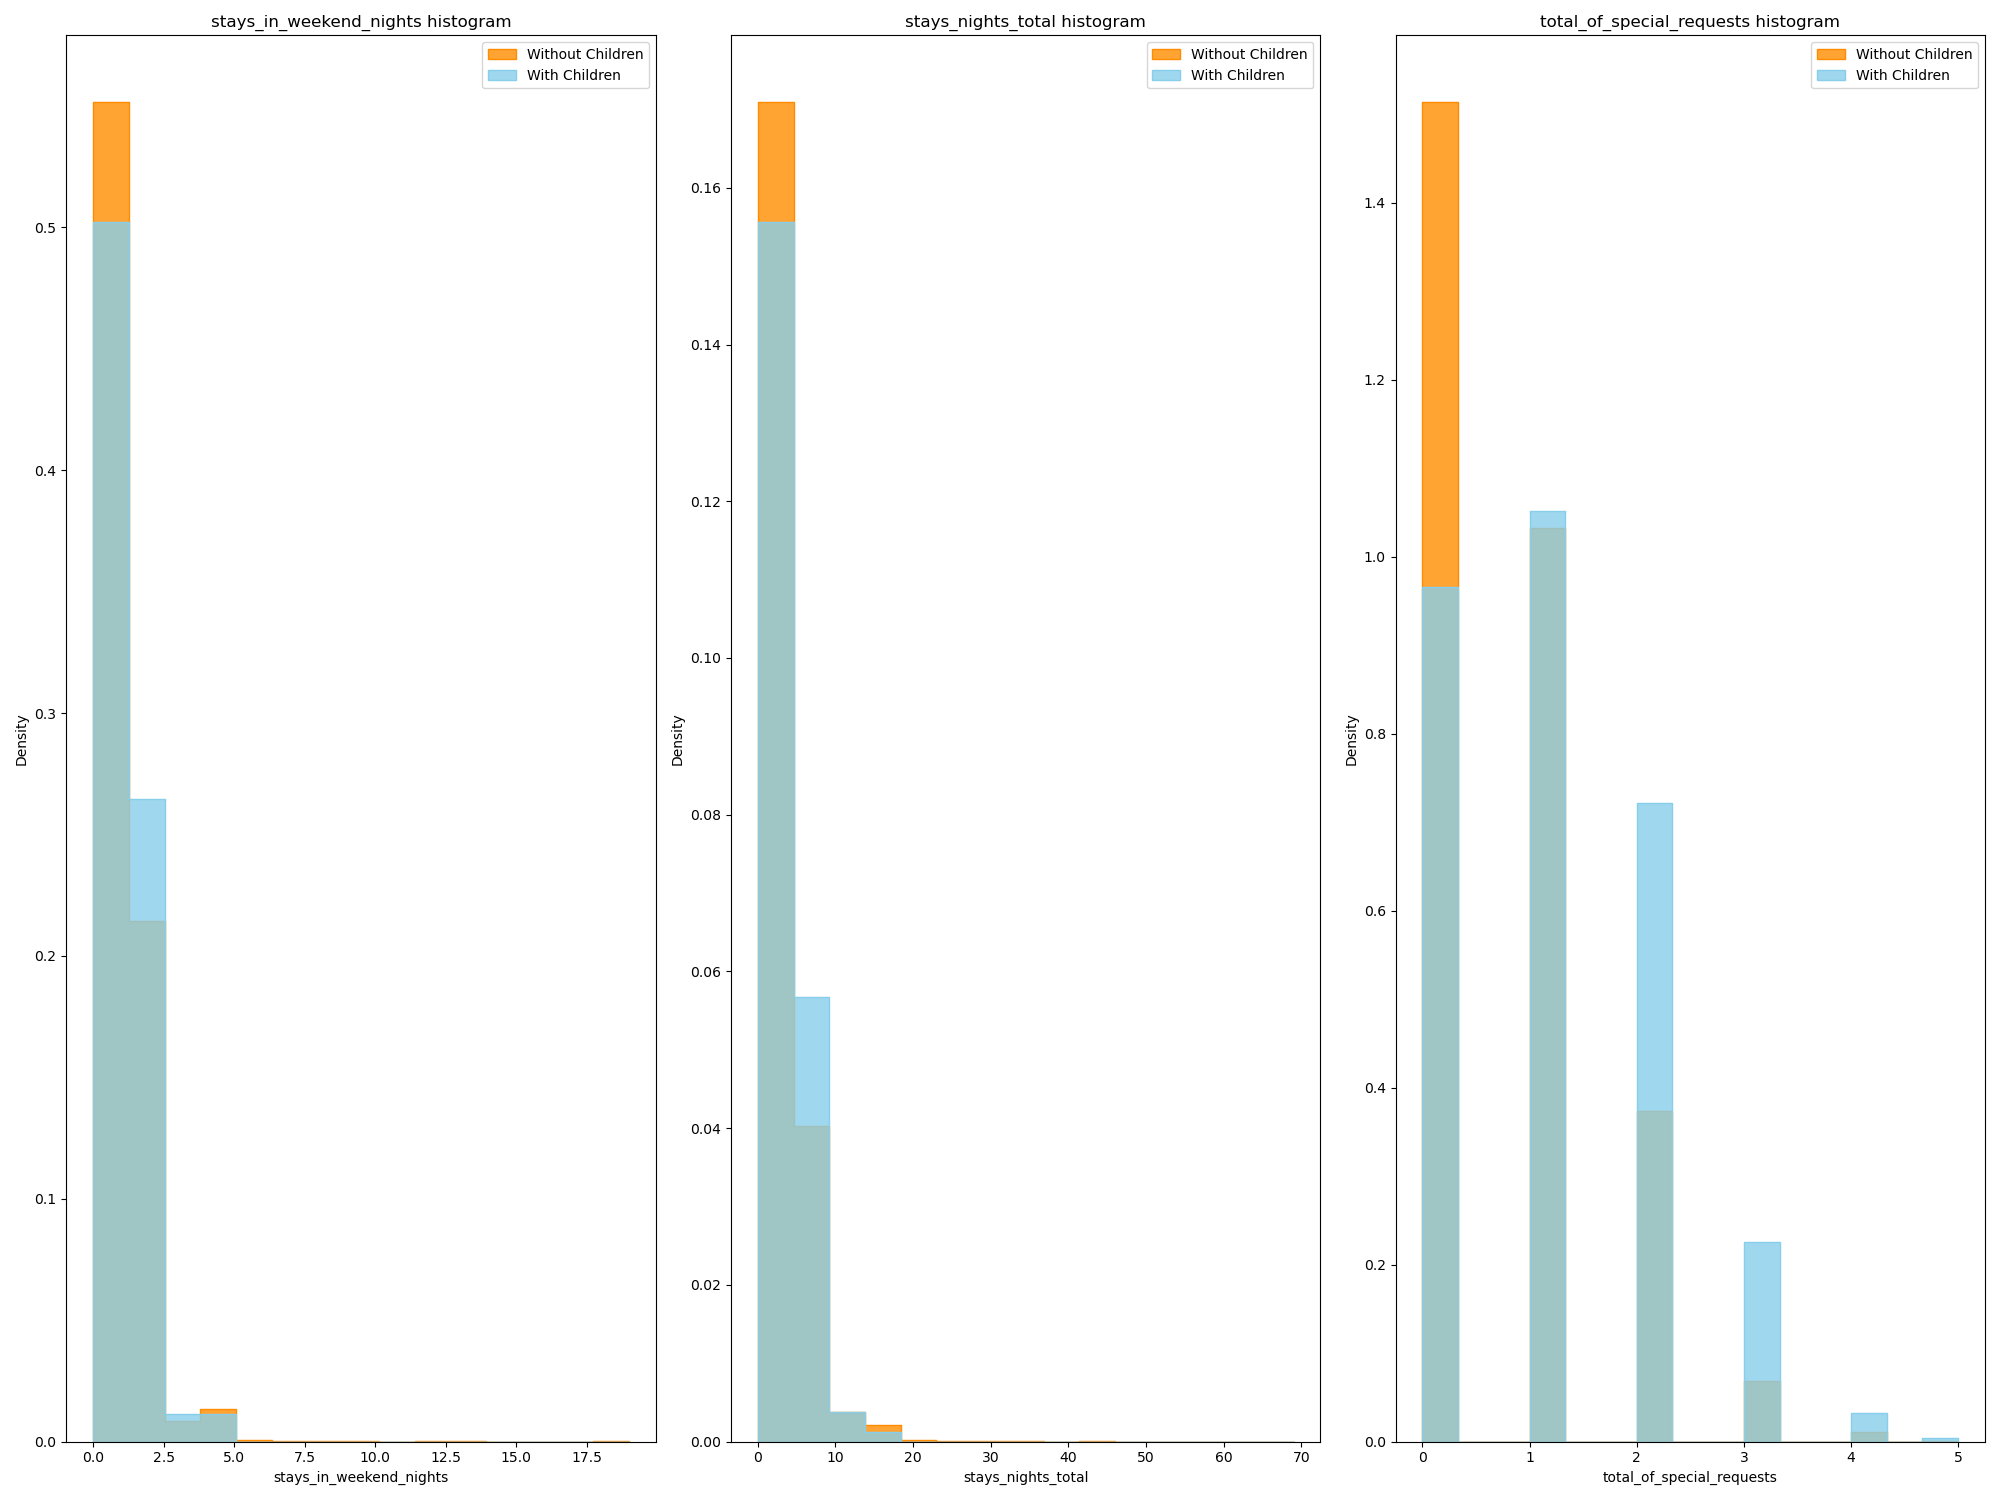 stays_in_weekend_nights histogram
Without Children
With Children
Density
0.5
0.4
0.3
0.2
0.1
0.0
0.0 2.5 5.0 7.5 10.0 12.5 15.0 17.5
stays_in_weekend_nights
stays_nights_total histogram
Without Children
With Children
Density
0.16
0.14
0.12
0.10
0.08
0.06
0.04
0.02
0.00
0 10 20 30 40 50 60 70
stays_nights_total
total_of_special_requests histogram
Without Children
With Children
Density
1.4
1.2
1.0
0.8
0.6
0.4
0.2
0.0
0 1 2 3 4 5
total_of_special_requests